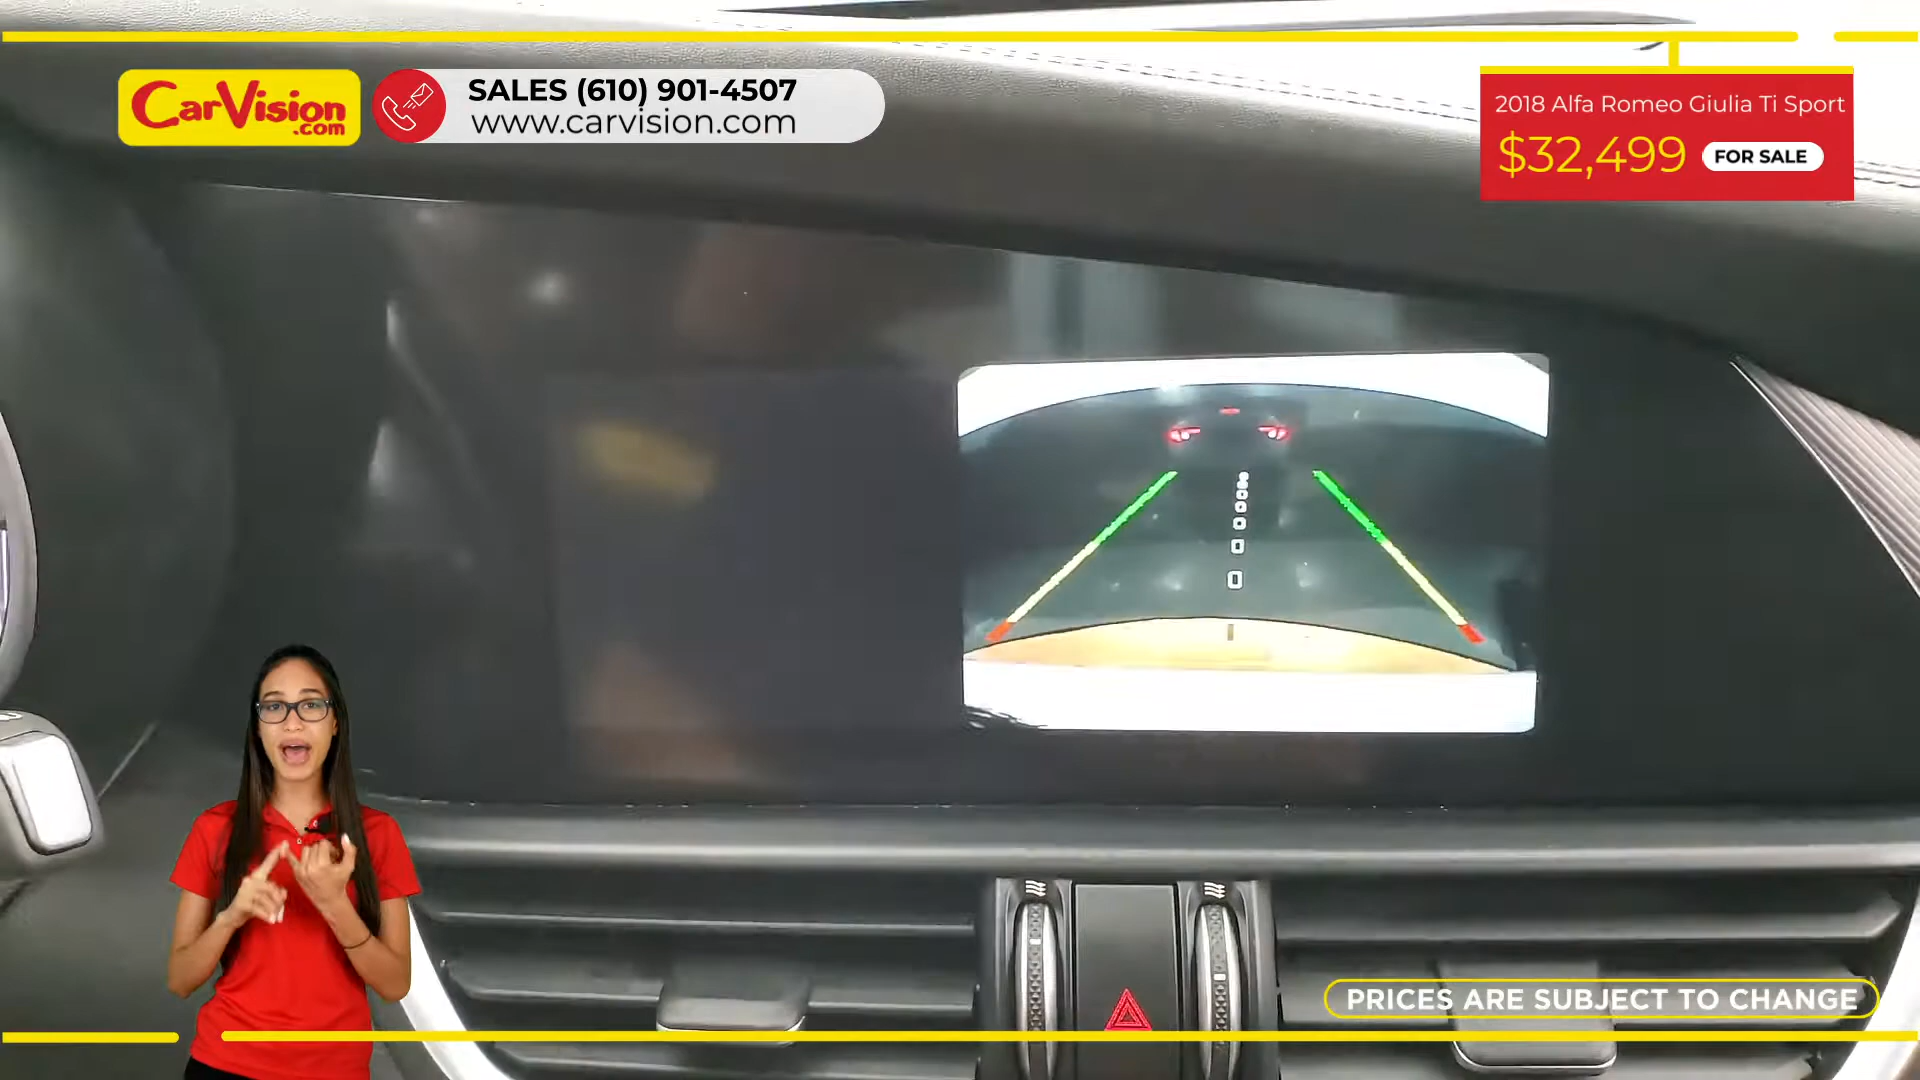 CarVision
.com
SALES (610) 901-4507
www.carvision.com
2018 Alfa Romeo Giulia Ti Sport
$32,499 FOR SALE
PRICES ARE SUBJECT TO CHANGE